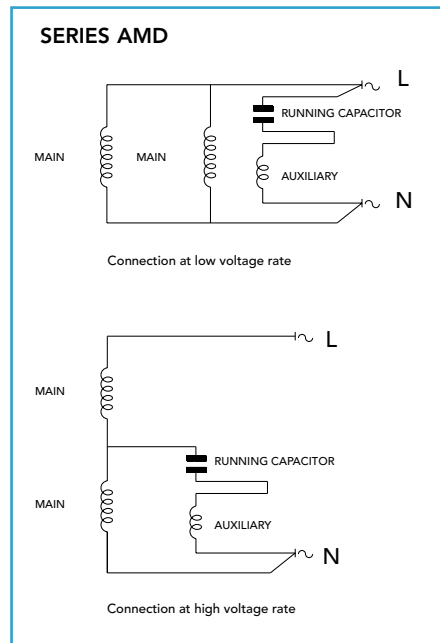 SERIES AMD
L
RUNNING CAPACITOR
MAIN MAIN
AUXILIARY
N
Connection at low voltage rate
L
MAIN
RUNNING CAPACITOR
MAIN
AUXILIARY
N
Connection at high voltage rate